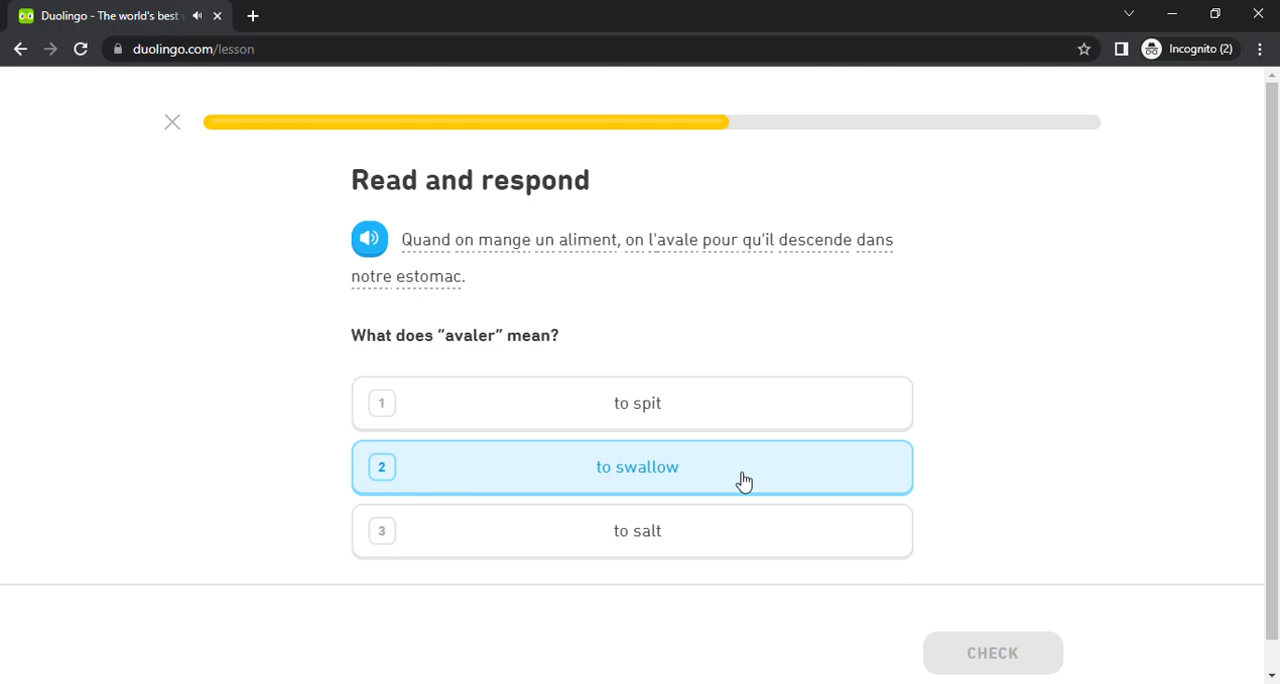 Duolingo - The world's best
duolingo.com/lesson
Incognito (2)
Read and respond
Quand on mange un aliment, on l'avale pour qu'il descende dans
notre estomac.
What does “avaler” mean?
1 to spit
2 to swallow
3 to salt
CHECK